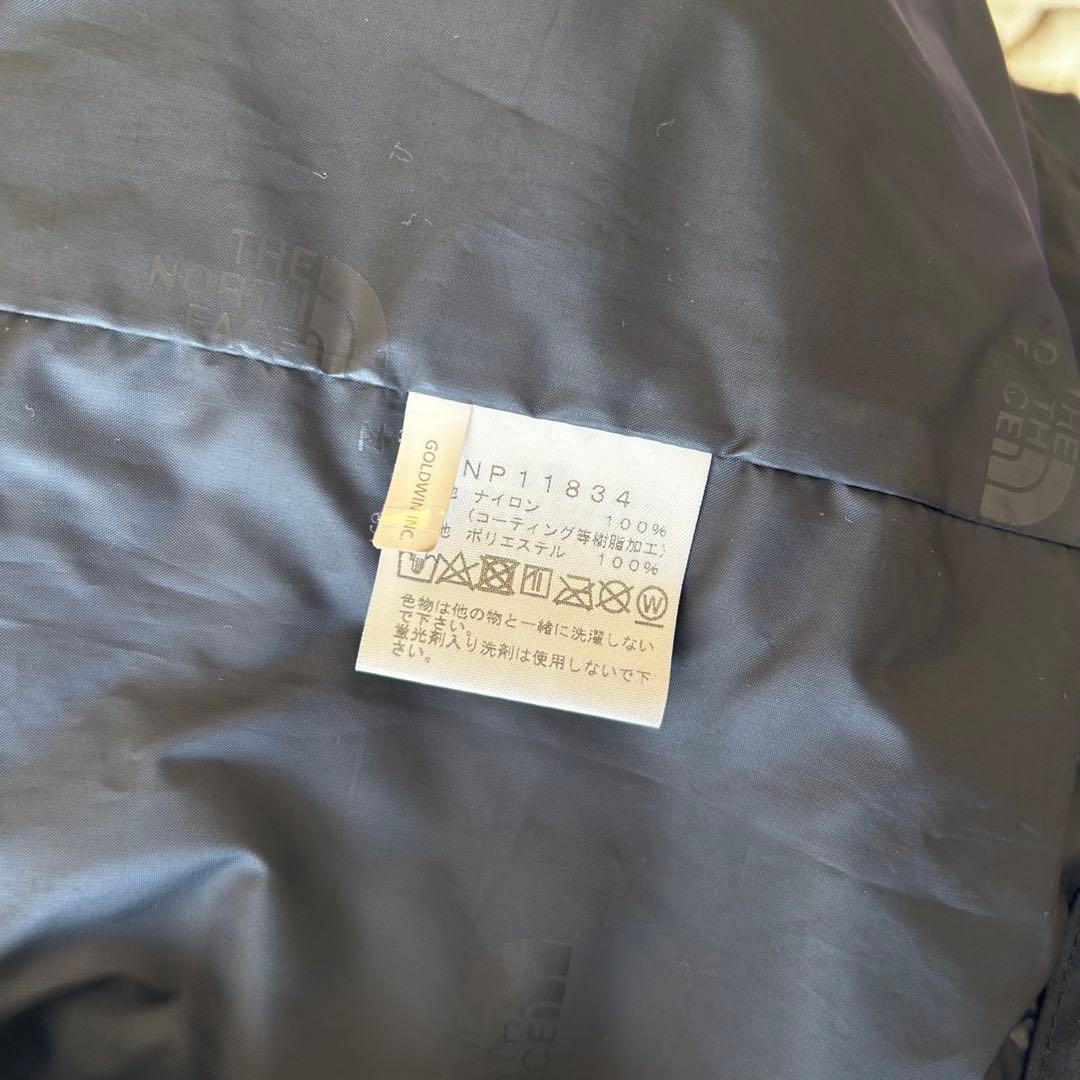 THE
NORTH
FACE
GOLDWIN INC.
NP11834
地 ナイロン 100%
(コーティング等樹脂加工)
地 ポリエステル 100%
W
色物は他の物と一緒に洗濯しない
で下さい。
蛍光剤入り洗剤は使用しないで下
さい。
THE
NORTH
FACE